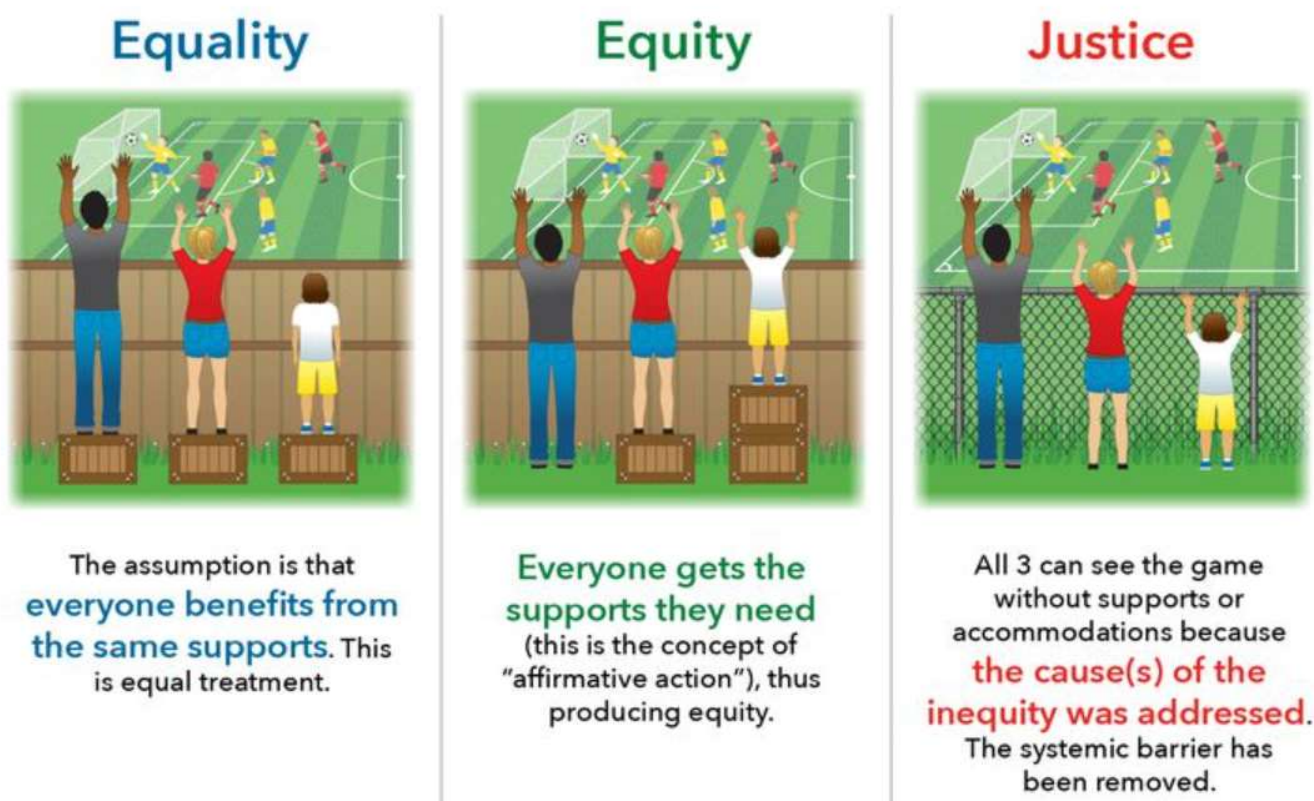 Equality
The assumption is that
everyone benefits from
the same supports. This
is equal treatment.
Equity
Everyone gets the
supports they need
(this is the concept of
"affirmative action"), thus
producing equity.
Justice
All 3 can see the game
without supports or
accommodations because
the cause(s) of the
inequity was addressed.
The systemic barrier has
been removed.